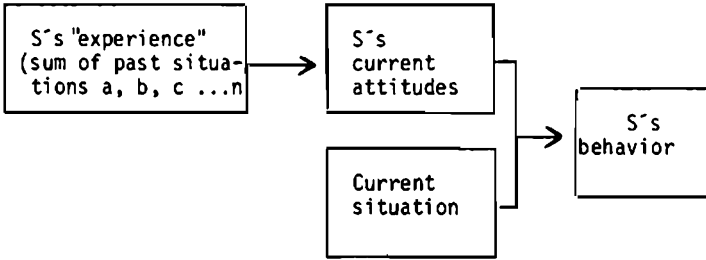 S´s "experience"
(sum of past situa-
tions a, b, c ...n
S´s
current
attitudes
Current
situation
S´s
behavior